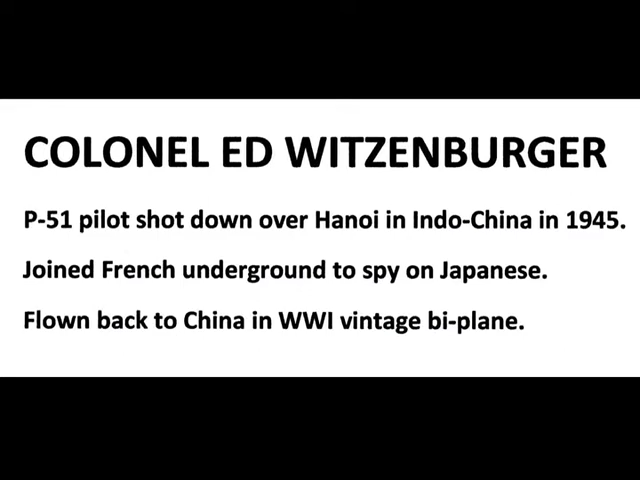 COLONEL ED WITZENBURGER
P-51 pilot shot down over Hanoi in Indo-China in 1945.
Joined French underground to spy on Japanese.
Flown back to China in WWI vintage bi-plane.